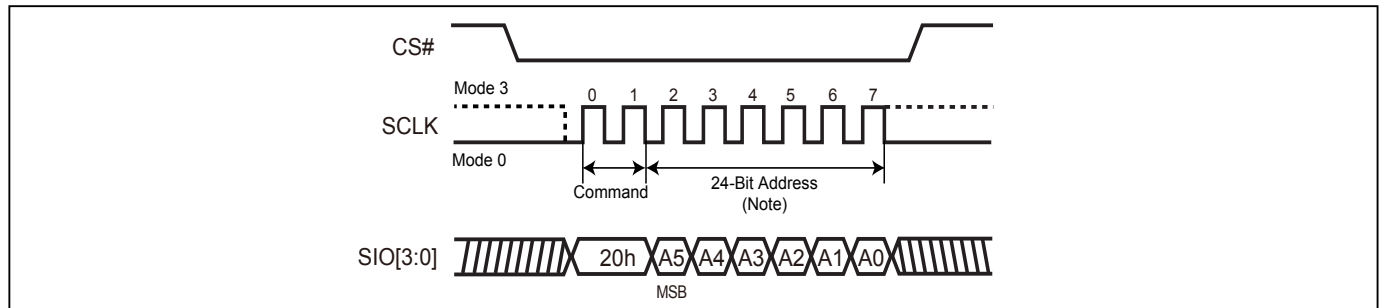 CS#
Mode 3
0 1 2 3 4 5 6 7
SCLK
Mode 0
Command
24-Bit Address
(Note)
SIO[3:0]
20h A5 A4 A3 A2 A1 A0
MSB